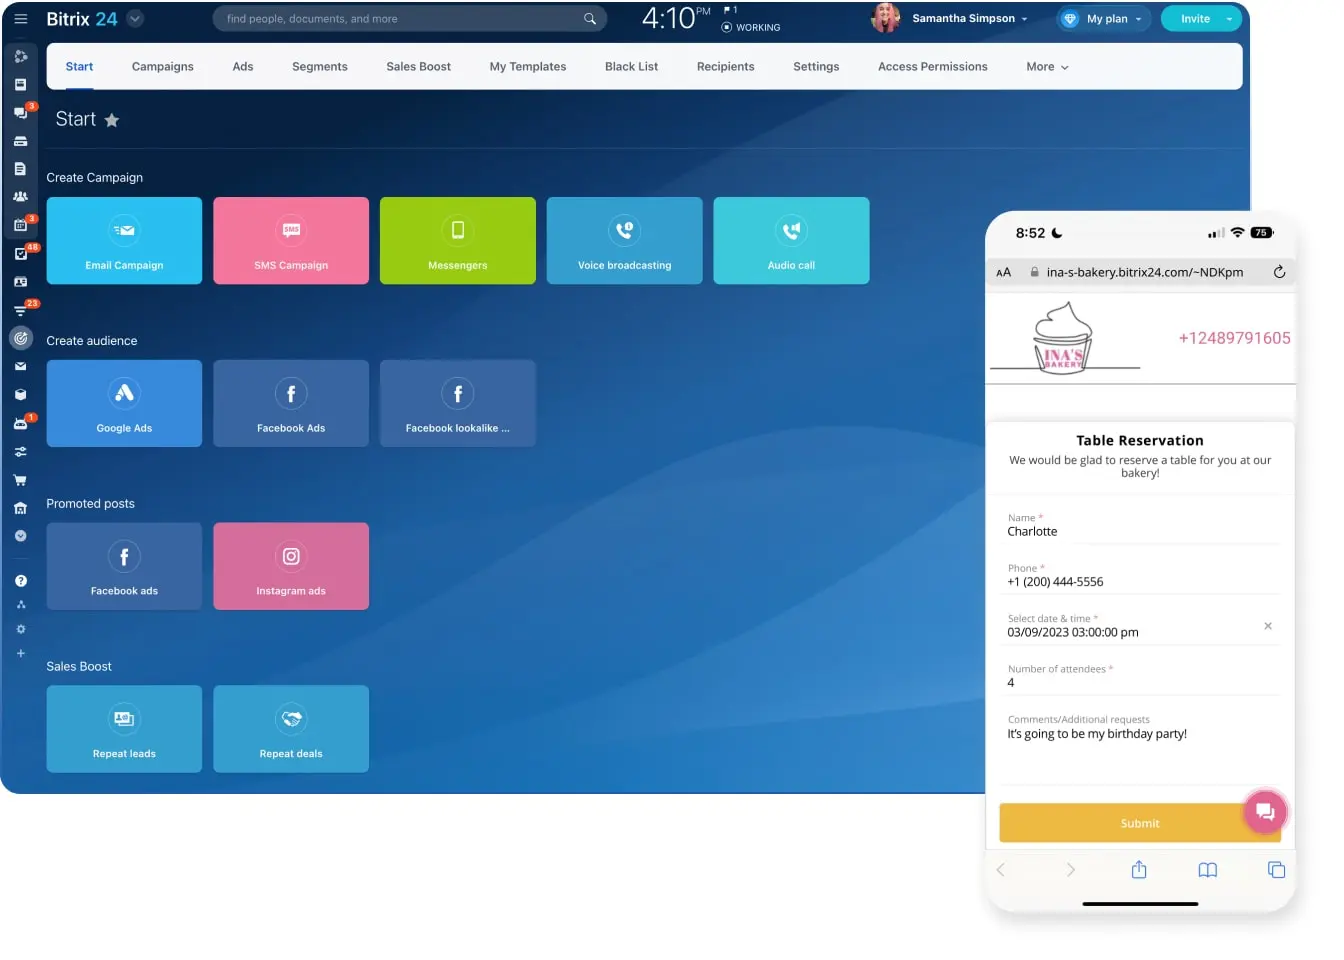 Bitrix 24
find people, documents, and more
4:10 PM
1
WORKING
Samantha Simpson
My plan
Invite
Start
Campaigns
Ads
Segments
Sales Boost
My Templates
Black List
Recipients
Settings
Access Permissions
More
Start
3
3
48
23
1
Create Campaign
SMS
Email Campaign
SMS Campaign
Messengers
Voice broadcasting
Audio call
Create audience
Google Ads
Facebook Ads
Facebook lookalike ...
Promoted posts
Facebook ads
Instagram ads
Sales Boost
Repeat leads
Repeat deals
8:52
75
AA
ina-s-bakery.bitrix24.com/~NDKpm
INA'S
BAKERY
+12489791605
Table Reservation
We would be glad to reserve a table for you at our
bakery!
Name *
Charlotte
Phone *
+1 (200) 444-5556
Select date & time *
03/09/2023 03:00:00 pm
Number of attendees *
4
Comments/Additional requests
It's going to be my birthday party!
Submit